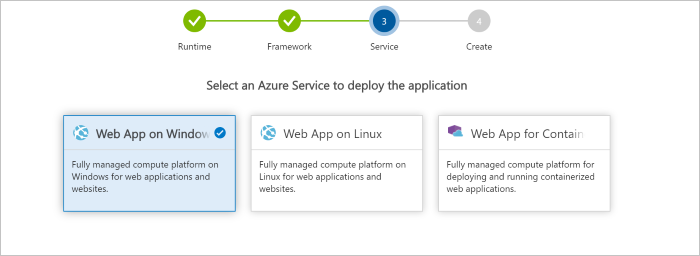 3
4
Runtime
Framework
Service
Create
Select an Azure Service to deploy the application
Web App on Window
Web App on Linux
Web App for Contain
Fully managed compute platform on
Windows for web applications and
websites.
Fully managed compute platform on
Linux for web applications and
websites.
Fully managed compute platform for
deploying and running containerized
web applications.